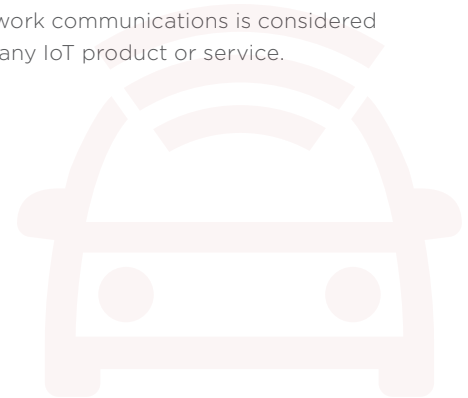 work communications is considered
any IoT product or service.